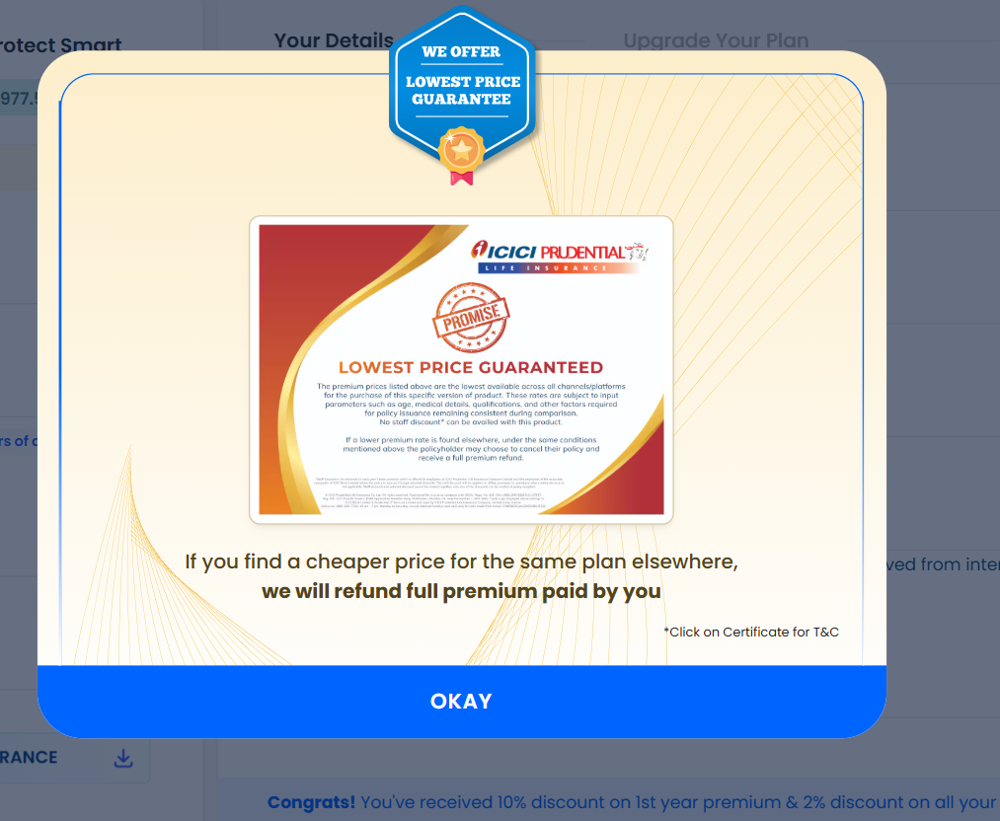 rotect Smart
Your Details
Upgrade Your Plan
977.
WE OFFER
LOWEST PRICE
GUARANTEE
ICICI PRUDENTIAL
LIFE INSURANCE
PROMISE
LOWEST PRICE GUARANTEED
The premium prices listed above are the lowest available across all channels/platforms
for the purchase of this specific version of product. These rates are subject to input
parameters such as age, medical details, qualifications, and other factors required
for policy issuance remaining consistent during comparison.
No staff discount* can be availed with this product.
If a lower premium rate is found elsewhere, under the same conditions
mentioned above the policyholder may choose to cancel their policy and
receive a full premium refund.
rs of
If you find a cheaper price for the same plan elsewhere,
we will refund full premium paid by you
ved from inter
*Click on Certificate for T&C
OKAY
RANCE
Congrats! You've received 10% discount on 1st year premium & 2% discount on all your